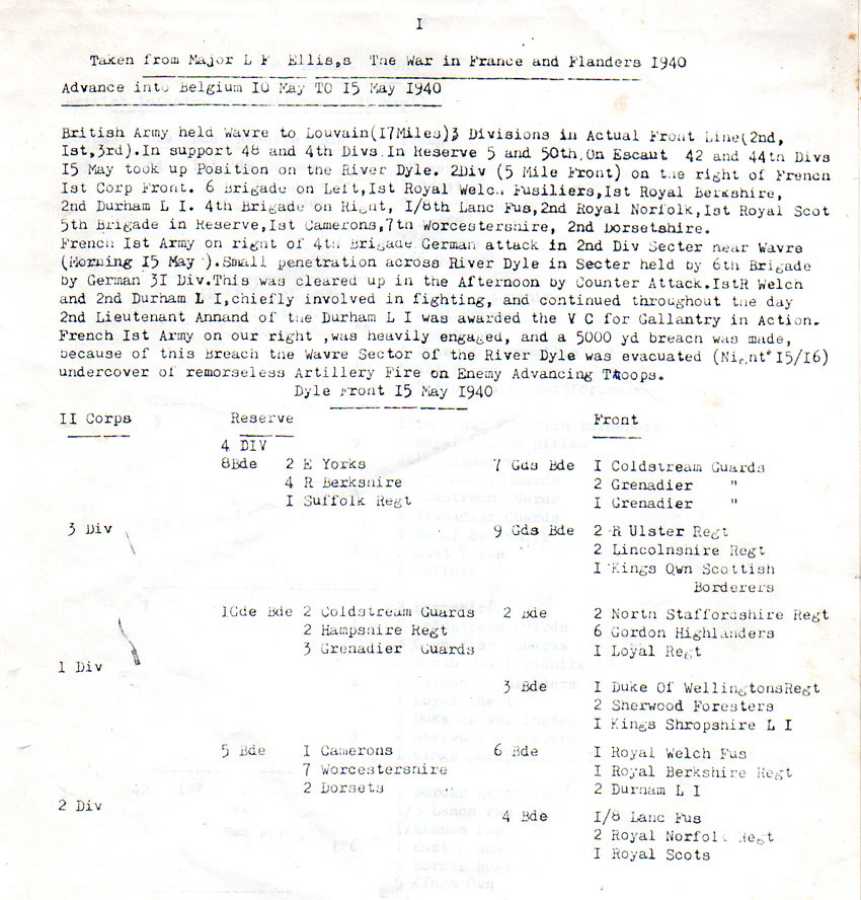 I
Taken from Major L F Ellis,s The War in France and Flanders 1940
Advance into Belgium IO May TO I5 May I940
British Army held Wavre to Louvain(I7Miles)3 Divisions in Actual Front Line(2nd,
Ist,3rd).In support 48 and 4th Divs.In Reserve 5 and 50th.On Escaut 42 and 44th Divs
I5 May took up Position on the River Dyle. 2Div (5 Mile Front) on the right of French
Ist Corp Front. 6 Brigade on Left,Ist Royal Welch Fusiliers,Ist Royal Berkshire,
2nd Durham L I. 4th Brigade on Right, I/8th Lanc Fus,2nd Royal Norfolk,Ist Royal Scot
5th Brigade in Reserve,Ist Camerons,7th Worcestershire, 2nd Dorsetshire.
French Ist Army on right of 4th Brigade German attack in 2nd Div Secter near Wavre
(Morning I5 May ).Small penetration across River Dyle in Secter held by 6th Brigade
by German 3I Div.This was cleared up in the Afternoon by Counter Attack.IstR Welch
and 2nd Durham L I,chiefly involved in fighting, and continued throughout the day
2nd Lieutenant Annand of the Durham L I was awarded the V C for Gallantry in Action.
French Ist Army on our right ,was heavily engaged, and a 5000 yd breach was made,
because of this Breach the Wavre Sector of the River Dyle was evacuated (Night I5/I6)
undercover of remorseless Artillery Fire on Enemy Advancing Troops.
Dyle Front I5 May I940
II Corps Reserve Front
4 DIV
8Bde 2 E Yorks 7 Gds Bde I Coldstream Guards
4 R Berkshire 2 Grenadier "
I Suffolk Regt I Grenadier "
3 Div 9 Gds Bde 2 R Ulster Regt
2 Lincolnshire Regt
I Kings Own Scottish
Borderers
IGde Bde 2 Coldstream Guards 2 Bde 2 North Staffordshire Regt
2 Hampshire Regt 6 Gordon Highlanders
3 Grenadier Guards I Loyal Regt
1 Div
3 Bde I Duke Of WellingtonsRegt
2 Sherwood Foresters
I Kings Shropshire L I
5 Bde I Camerons 6 Bde I Royal Welch Fus
7 Worcestershire I Royal Berkshire Regt
2 Dorsets 2 Durham L I
2 Div
4 Bde I/8 Lanc Fus
2 Royal Norfolk Regt
I Royal Scots